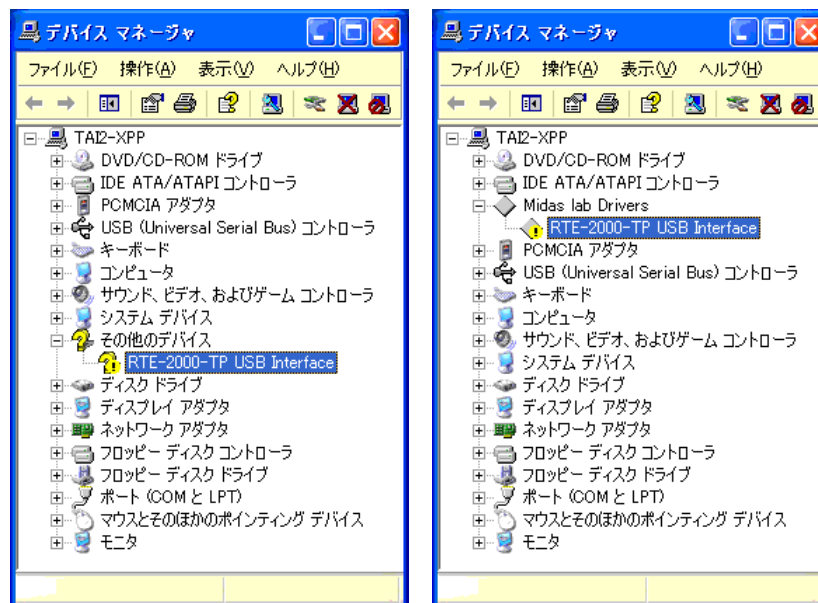 デバイス マネージャ
ファイル(F) 操作(A) 表示(V) ヘルプ(H)
TAI2-XPP
DVD/CD-ROM ドライブ
IDE ATA/ATAPI コントローラ
PCMCIA アダプタ
USB (Universal Serial Bus) コントローラ
キーボード
コンピュータ
サウンド、ビデオ、およびゲーム コントローラ
システム デバイス
その他のデバイス
RTE-2000-TP USB Interface
ディスク ドライブ
ディスプレイ アダプタ
ネットワーク アダプタ
フロッピー ディスク コントローラ
フロッピー ディスク ドライブ
ポート (COM と LPT)
マウスとそのほかのポインティング デバイス
モニタ
デバイス マネージャ
ファイル(F) 操作(A) 表示(V) ヘルプ(H)
TAI2-XPP
DVD/CD-ROM ドライブ
IDE ATA/ATAPI コントローラ
Midas lab Drivers
RTE-2000-TP USB Interface
PCMCIA アダプタ
USB (Universal Serial Bus) コントローラ
キーボード
コンピュータ
サウンド、ビデオ、およびゲーム コントローラ
システム デバイス
ディスク ドライブ
ディスプレイ アダプタ
ネットワーク アダプタ
フロッピー ディスク コントローラ
フロッピー ディスク ドライブ
ポート (COM と LPT)
マウスとそのほかのポインティング デバイス
モニタ